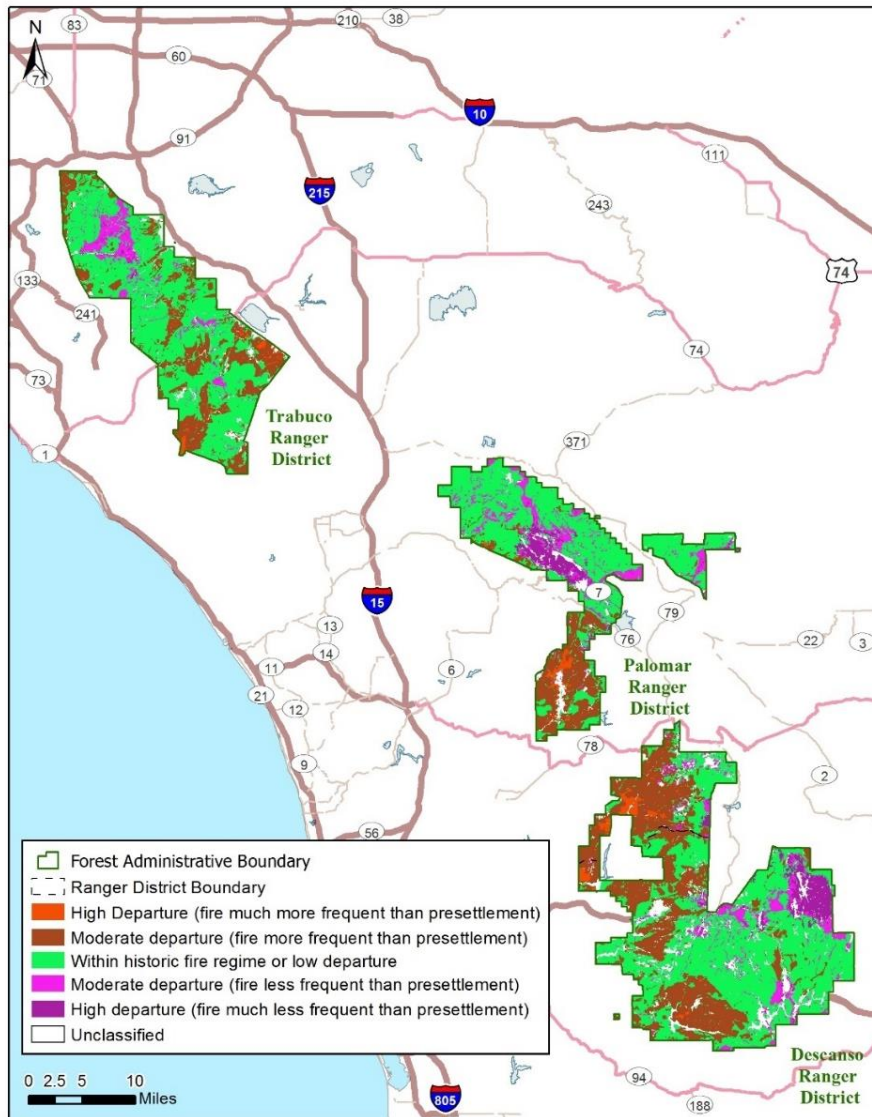 38
210
83
N
60
71
10
91
111
215
243
74
133
241
74
73
Trabuco
Ranger
District
1
371
7
15
79
13
76
22
3
14
6
11
Palomar
Ranger
District
21
12
78
9
2
56
Forest Administrative Boundary
Ranger District Boundary
High Departure (fire much more frequent than presettlement)
Moderate departure (fire more frequent than presettlement)
Within historic fire regime or low departure
Moderate departure (fire less frequent than presettlement)
High departure (fire much less frequent than presettlement)
Unclassified
0 2.5 5 10
Miles
Descanso
Ranger
District
94
805
188